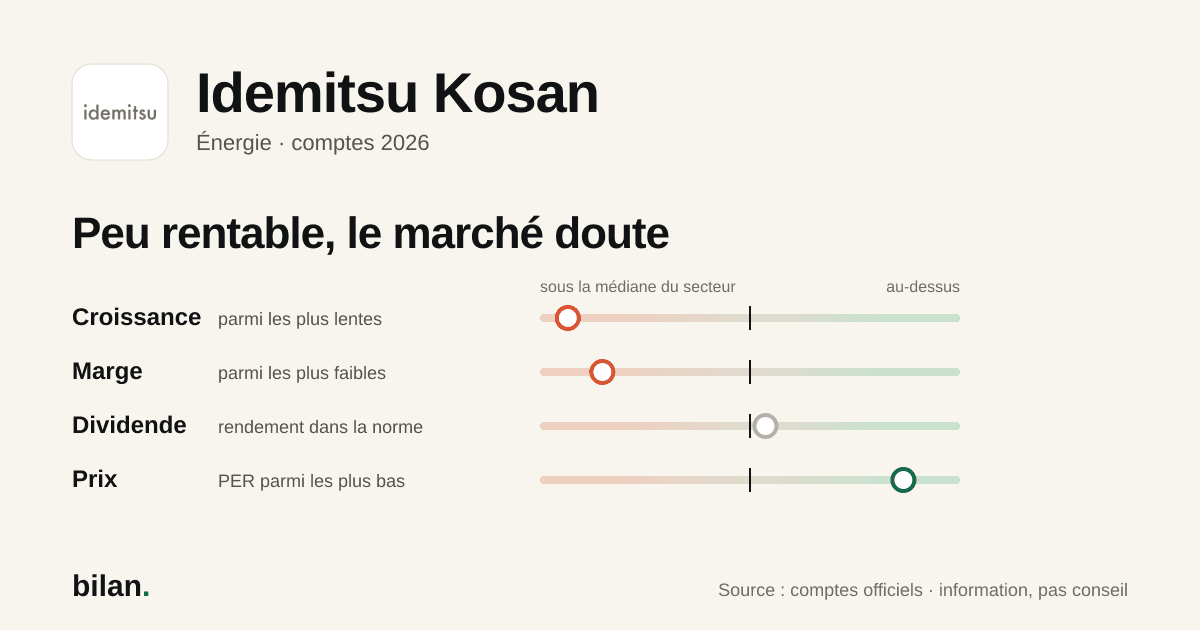 idemitsu
Idemitsu Kosan
Énergie · comptes 2026
Peu rentable, le marché doute
sous la médiane du secteur
au-dessus
Croissance parmi les plus lentes
Marge parmi les plus faibles
Dividende rendement dans la norme
Prix PER parmi les plus bas
bilan.
Source : comptes officiels · information, pas conseil